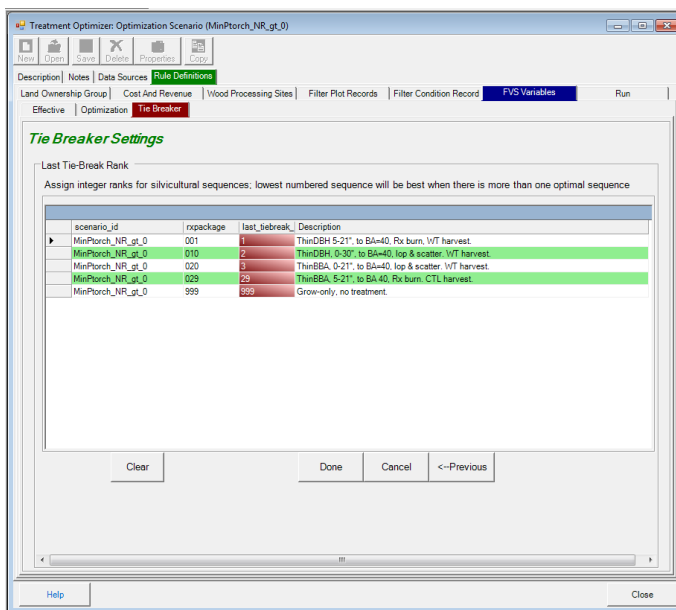 Treatment Optimizer: Optimization Scenario (MinPtorch_NR_gt_0)
New Open Save Delete Properties Copy
Description Notes Data Sources Rule Definitions
Land Ownership Group Cost And Revenue Wood Processing Sites Filter Plot Records Filter Condition Record FVS Variables Run
Effective Optimization Tie Breaker
Tie Breaker Settings
Last Tie-Break Rank
Assign integer ranks for silvicultural sequences; lowest numbered sequence will be best when there is more than one optimal sequence
scenario_id rxpackage last_tiebreak_ Description
MinPtorch_NR_gt_0 001 1 ThinDBH 5-21", to BA=40, Rx burn, WT harvest.
MinPtorch_NR_gt_0 010 2 ThinDBH, 0-30", to BA=40, lop & scatter. WT harvest.
MinPtorch_NR_gt_0 020 3 ThinBBA, 0-21", to BA=40, lop & scatter. WT harvest.
MinPtorch_NR_gt_0 029 29 ThinBBA, 5-21", to BA 40, Rx burn. CTL harvest.
MinPtorch_NR_gt_0 999 999 Grow-only, no treatment.
Clear Done Cancel <--Previous
Help Close